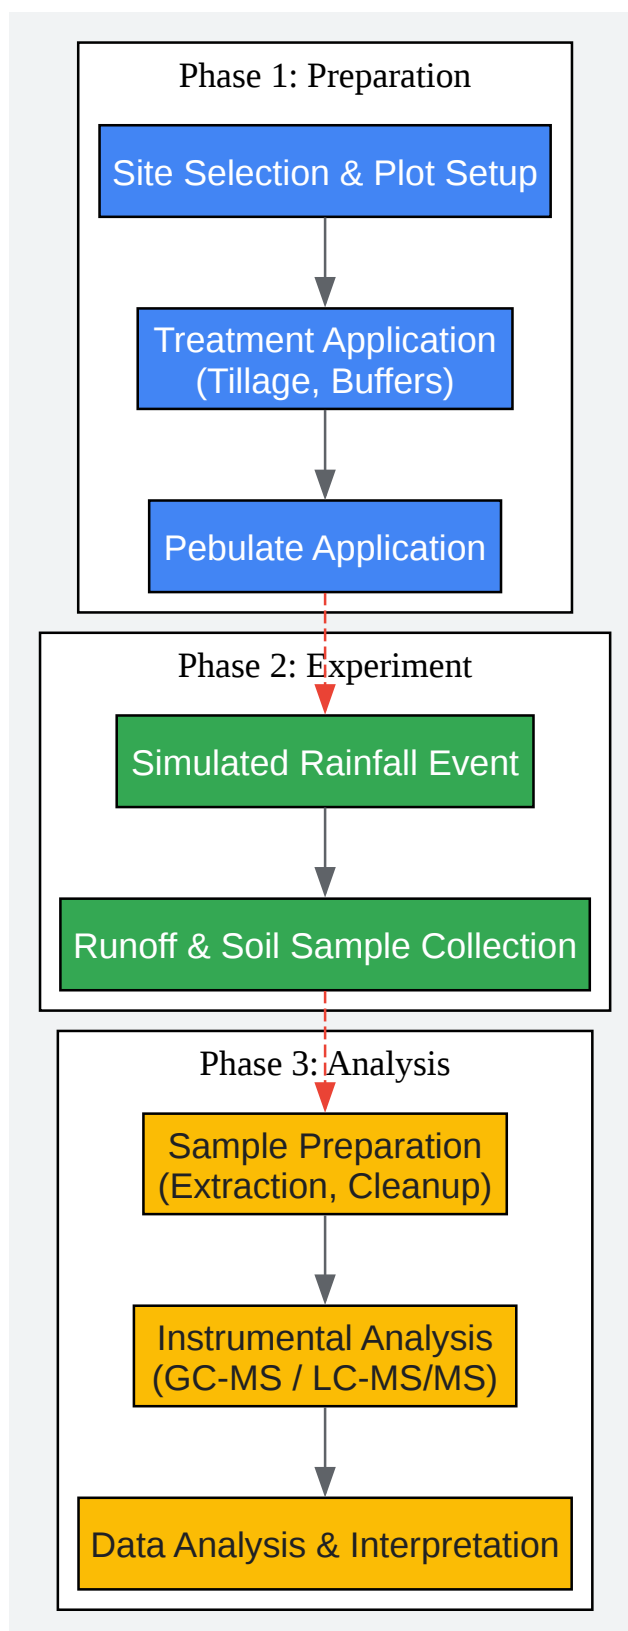 Phase 1: Preparation
Site Selection & Plot Setup
Treatment Application
(Tillage, Buffers)
Pebulate Application
Phase 2: Experiment
Simulated Rainfall Event
Runoff & Soil Sample Collection
Phase 3: Analysis
Sample Preparation
(Extraction, Cleanup)
Instrumental Analysis
(GC-MS / LC-MS/MS)
Data Analysis & Interpretation